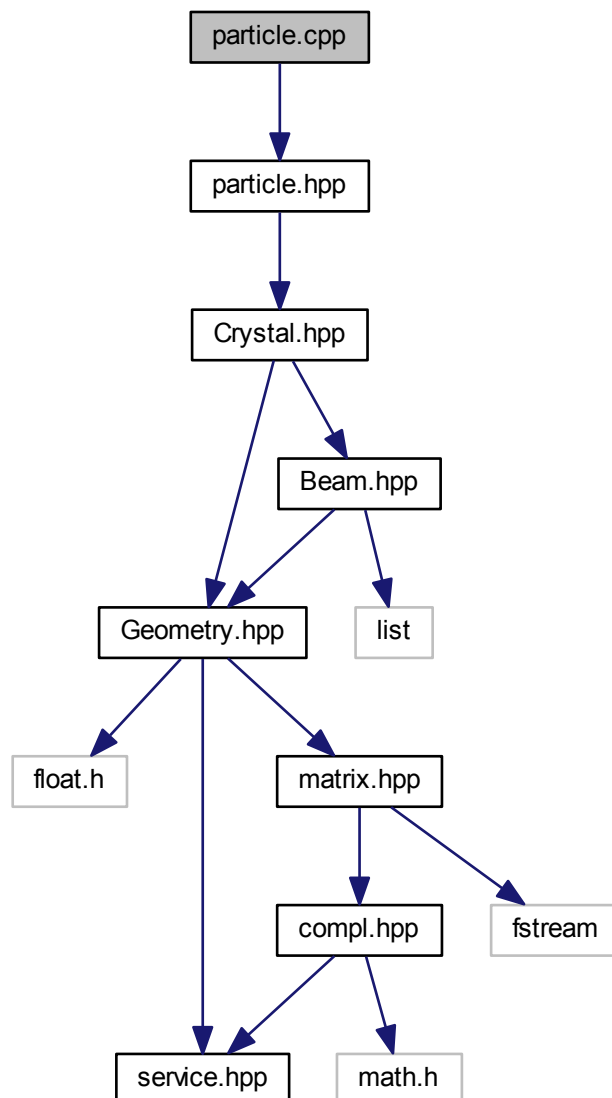 particle.cpp
particle.hpp
Crystal.hpp
Beam.hpp
Geometry.hpp
list
float.h
matrix.hpp
compl.hpp
fstream
service.hpp
math.h